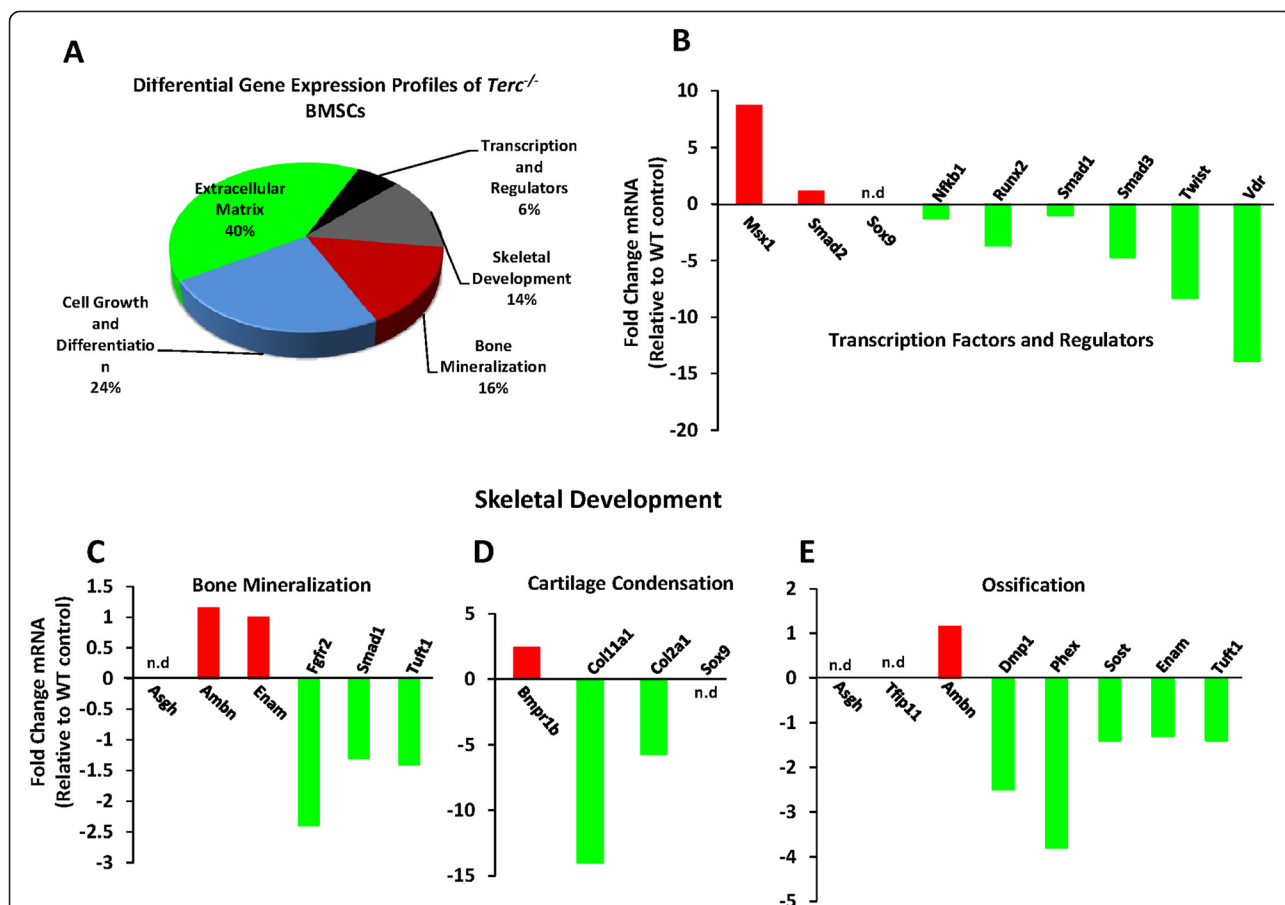 A
Differential Gene Expression Profiles of Terc-/-
BMSCs
Transcription
and
Regulators
6%
Extracellular
Matrix
40%
Skeletal
Development
14%
Cell Growth
and
Differentiatio
n
24%
Bone
Mineralization
16%
B
Fold Change mRNA
(Relative to WT control)
10
5
0
-5
-10
-15
-20
Msx1
Smad2
n.d
Sox9
Nfkb1
Runx2
Smad1
Smad3
Twist
Vdr
Transcription Factors and Regulators
Skeletal Development
C
Bone Mineralization
Fold Change mRNA
(Relative to WT control)
1.5
1
0.5
0
-0.5
-1
-1.5
-2
-2.5
-3
n.d
Asgh
Ambn
Enam
Fgfr2
Smad1
Tuft1
D
Cartilage Condensation
5
0
-5
-10
-15
Bmpr1b
Col11a1
Col2a1
Sox9
n.d
E
Ossification
2
1
0
-1
-2
-3
-4
-5
n.d
Asgh
n.d
Tfip11
Ambn
Dmp1
Phex
Sost
Enam
Tuft1